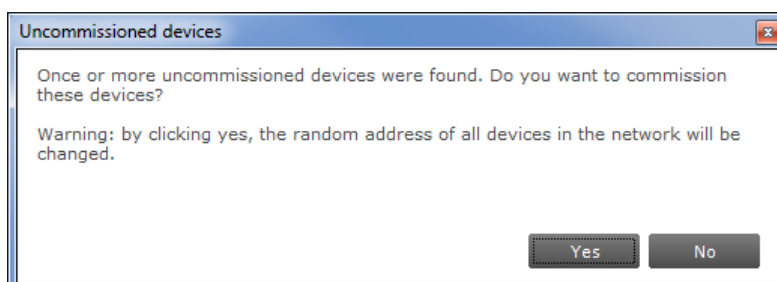 Uncommissioned devices
Once or more uncommissioned devices were found. Do you want to commission
these devices?
Warning: by clicking yes, the random address of all devices in the network will be
changed.
Yes No